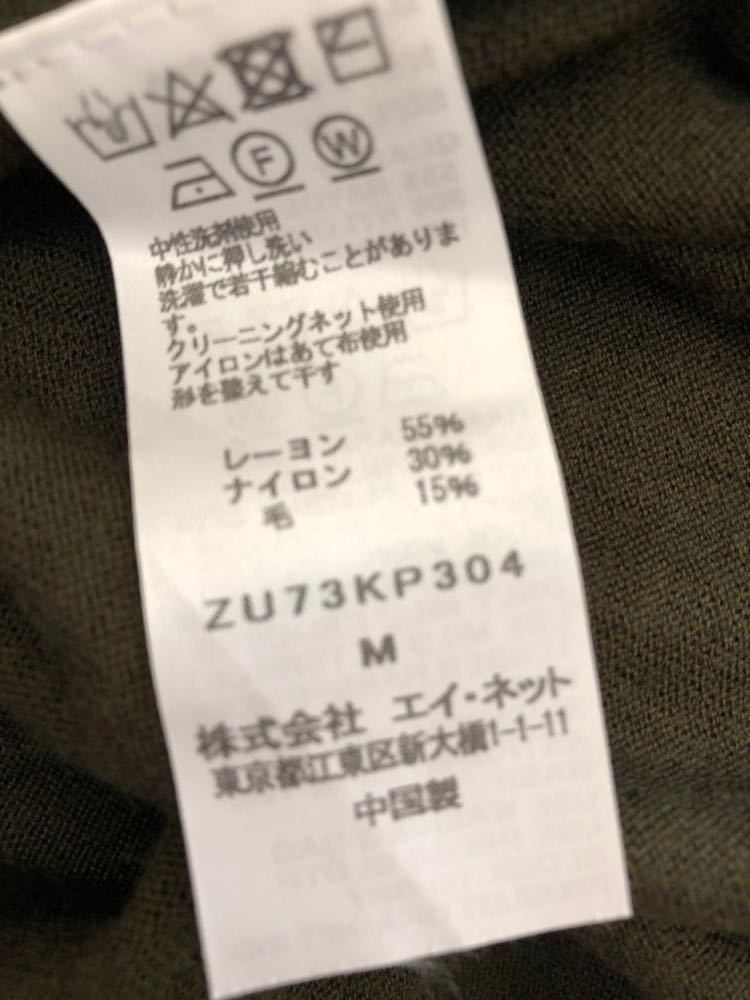 F W
中性洗剤使用
静かに押し洗い
洗濯で若干縮むことがありま
す。
クリーニングネット使用
アイロンはあて布使用
形を整えて干す
レーヨン 55%
ナイロン 30%
毛 15%
ZU73KP304
M
株式会社 エイ・ネット
東京都江東区新大橋1-1-11
中国製